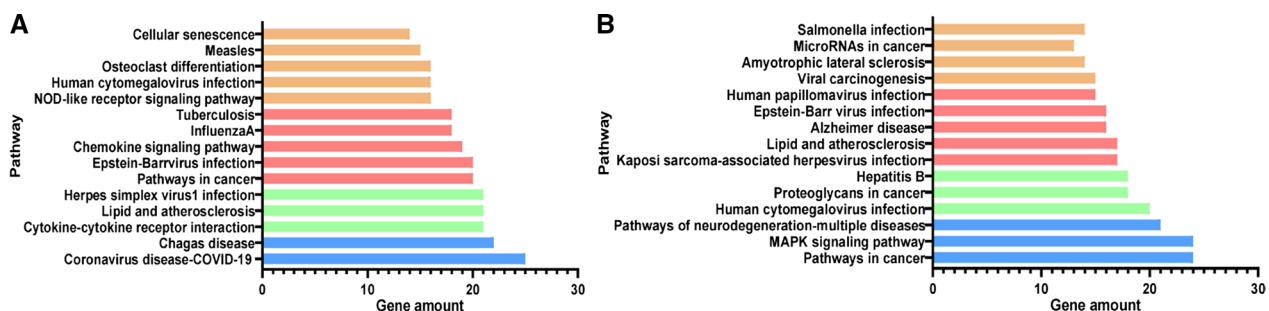 A
Cellular senescence
Measles
Osteoclast differentiation
Human cytomegalovirus infection
NOD-like receptor signaling pathway
Tuberculosis
InfluenzaA
Chemokine signaling pathway
Epstein-Barrvirus infection
Pathways in cancer
Herpes simplex virus1 infection
Lipid and atherosclerosis
Cytokine-cytokine receptor interaction
Chagas disease
Coronavirus disease-COVID-19
Pathway
0 10 20 30
Gene amount
B
Salmonella infection
MicroRNAs in cancer
Amyotrophic lateral sclerosis
Viral carcinogenesis
Human papillomavirus infection
Epstein-Barr virus infection
Alzheimer disease
Lipid and atherosclerosis
Kaposi sarcoma-associated herpesvirus infection
Hepatitis B
Proteoglycans in cancer
Human cytomegalovirus infection
Pathways of neurodegeneration-multiple diseases
MAPK signaling pathway
Pathways in cancer
Pathway
0 10 20 30
Gene amount